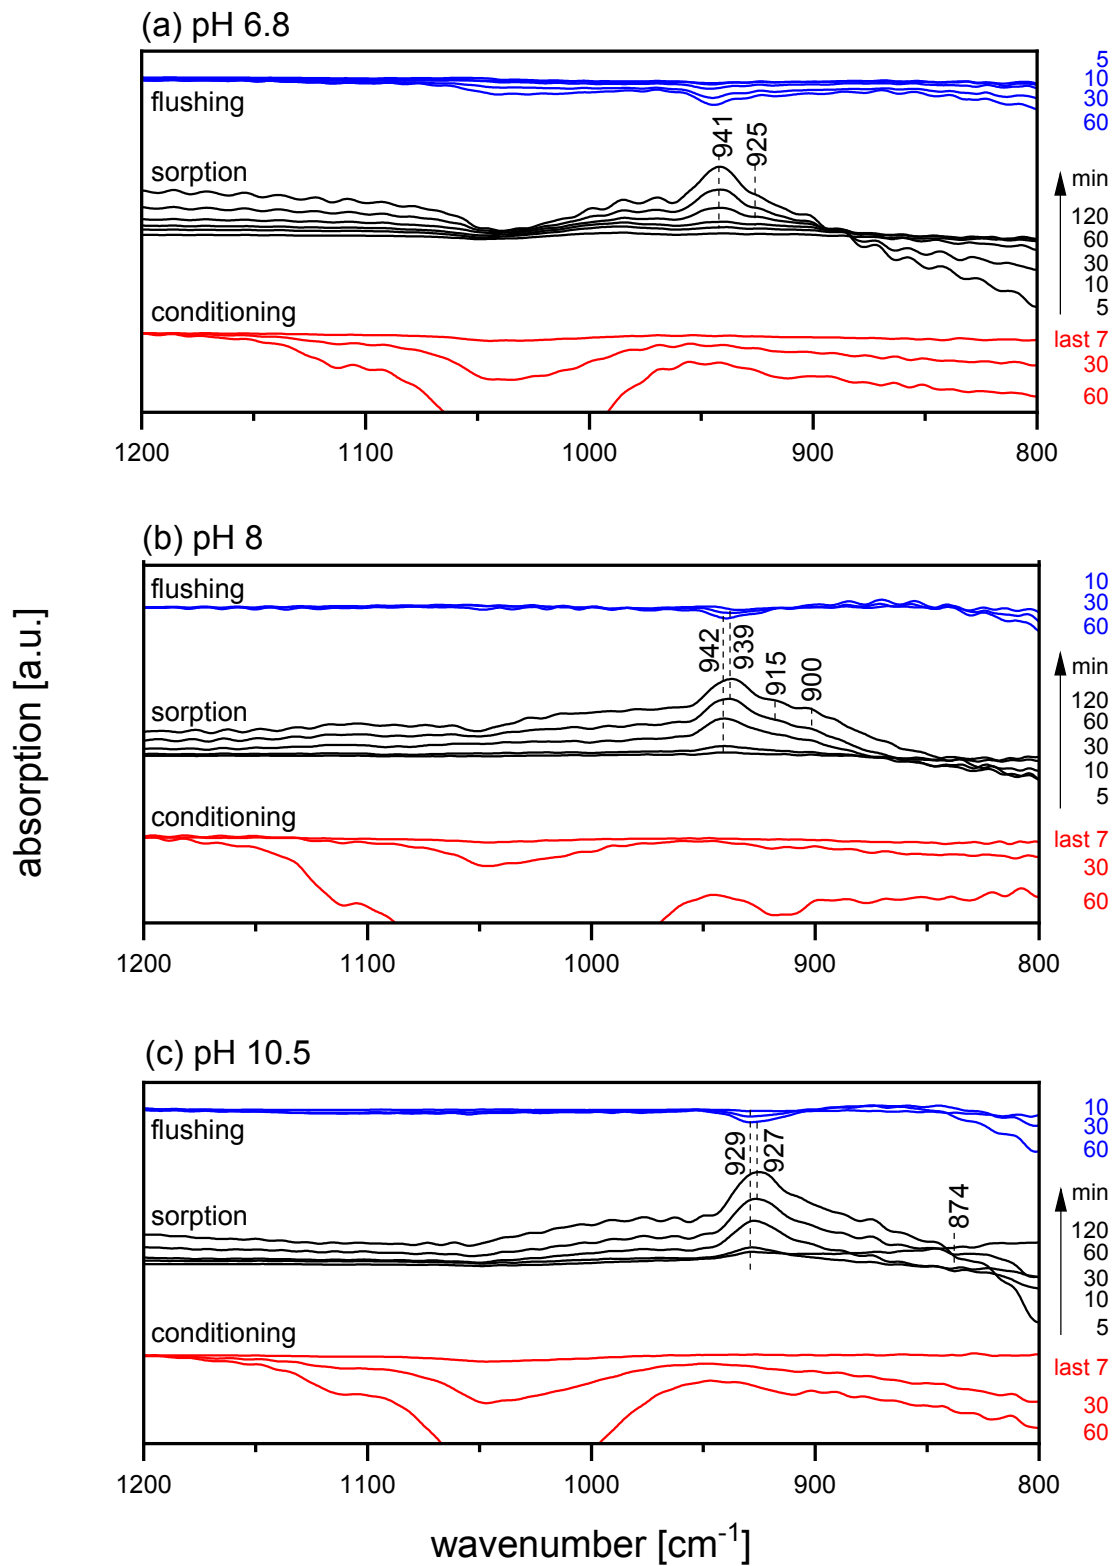 (a) pH 6.8
flushing
sorption
conditioning
941
925
5
10
30
60
min
120
60
30
10
5
last 7
30
60
1200
1100
1000
900
800
(b) pH 8
flushing
sorption
conditioning
942
939
915
900
10
30
60
min
120
60
30
10
5
last 7
30
60
1200
1100
1000
900
800
(c) pH 10.5
flushing
sorption
conditioning
929
927
874
10
30
60
min
120
60
30
10
5
last 7
30
60
1200
1100
1000
900
800
absorption [a.u.]
wavenumber [cm⁻¹]